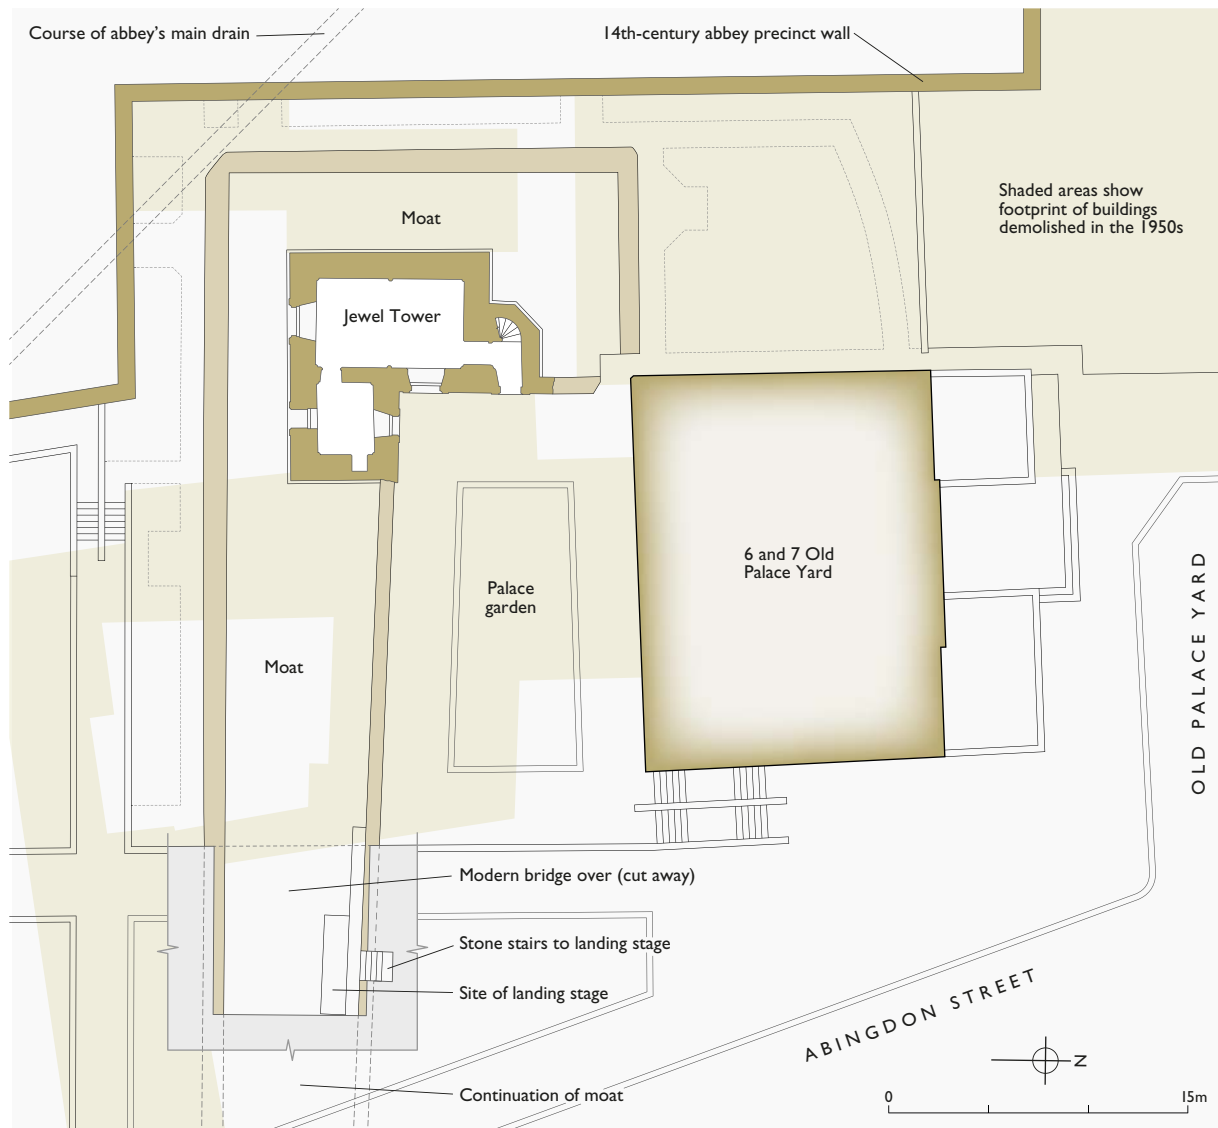 Course of abbey's main drain
14th-century abbey precinct wall
Shaded areas show
footprint of buildings
demolished in the 1950s
Moat
Jewel Tower
6 and 7 Old
Palace Yard
Palace
garden
OLD PALACE YARD
Moat
Modern bridge over (cut away)
Stone stairs to landing stage
Site of landing stage
ABINGDON STREET
N
Continuation of moat
0
15m